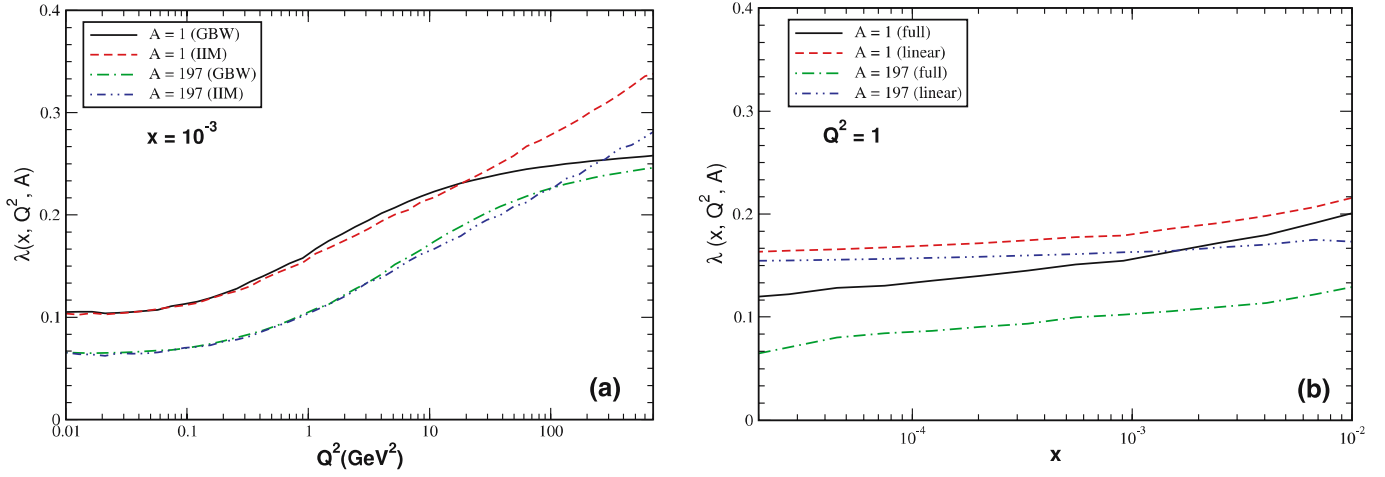 0.4
0.3
0.2
0.1
0
λ(x, Q², A)
A = 1 (GBW)
A = 1 (IIM)
A = 197 (GBW)
A = 197 (IIM)
x = 10⁻³
(a)
0.01 0.1 1 10 100
Q²(GeV²)
0.4
0.3
0.2
0.1
0
λ (x, Q², A)
A = 1 (full)
A = 1 (linear)
A = 197 (full)
A = 197 (linear)
Q² = 1
(b)
10⁻⁴ 10⁻³ 10⁻²
x